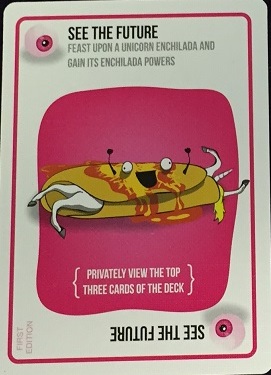 SEE THE FUTURE
FEAST UPON A UNICORN ENCHILADA AND
GAIN ITS ENCHILADA POWERS
{ PRIVATELY VIEW THE TOP
THREE CARDS OF THE DECK }
FIRST
EDITION
SEE THE FUTURE